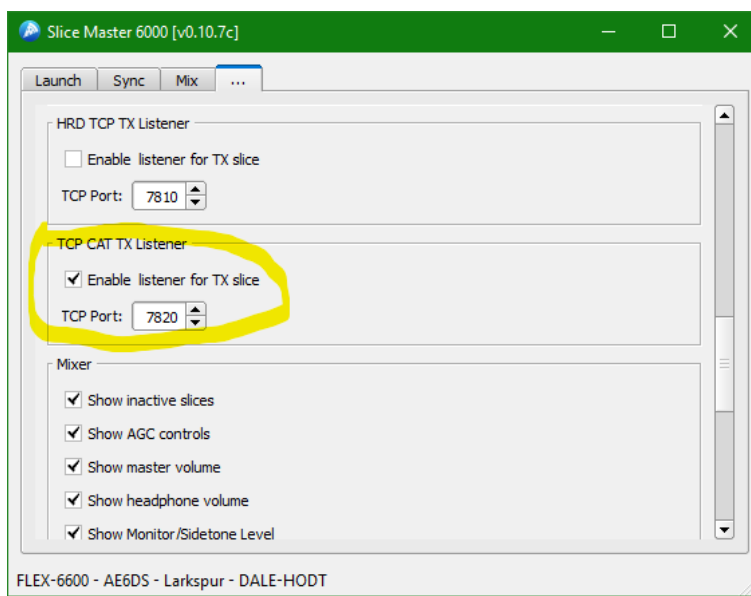 Slice Master 6000 [v0.10.7c]
Launch Sync Mix ...
HRD TCP TX Listener
Enable listener for TX slice
TCP Port: 7810
TCP CAT TX Listener
Enable listener for TX slice
TCP Port: 7820
Mixer
Show inactive slices
Show AGC controls
Show master volume
Show headphone volume
Show Monitor/Sidetone Level
FLEX-6600 - AE6DS - Larkspur - DALE-HODT